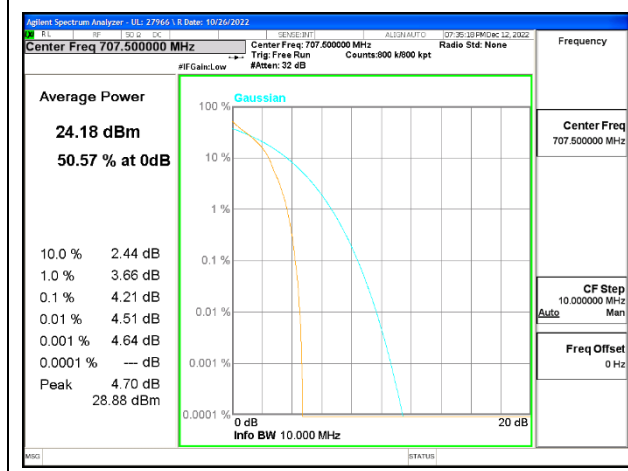 Agilent Spectrum Analyzer - UL: 27966 \ R Date: 10/26/2022
RL RF 50 Ω DC SENSE:INT ALIGN AUTO 07:35:18 PM Dec 12, 2022
Center Freq 707.500000 MHz
Center Freq: 707.500000 MHz
Radio Std: None
Trig: Free Run
Counts:800 k/800 kpt
#IFGain:Low
#Atten: 32 dB
Frequency
Average Power
24.18 dBm
50.57 % at 0dB
10.0 % 2.44 dB
1.0 % 3.66 dB
0.1 % 4.21 dB
0.01 % 4.51 dB
0.001 % 4.64 dB
0.0001 % --- dB
Peak 4.70 dB
28.88 dBm
Gaussian
100 %
10 %
1 %
0.1 %
0.01 %
0.001 %
0.0001 %
0 dB
20 dB
Info BW 10.000 MHz
Center Freq
707.500000 MHz
CF Step
10.000000 MHz
Auto Man
Freq Offset
0 Hz
MSG
STATUS